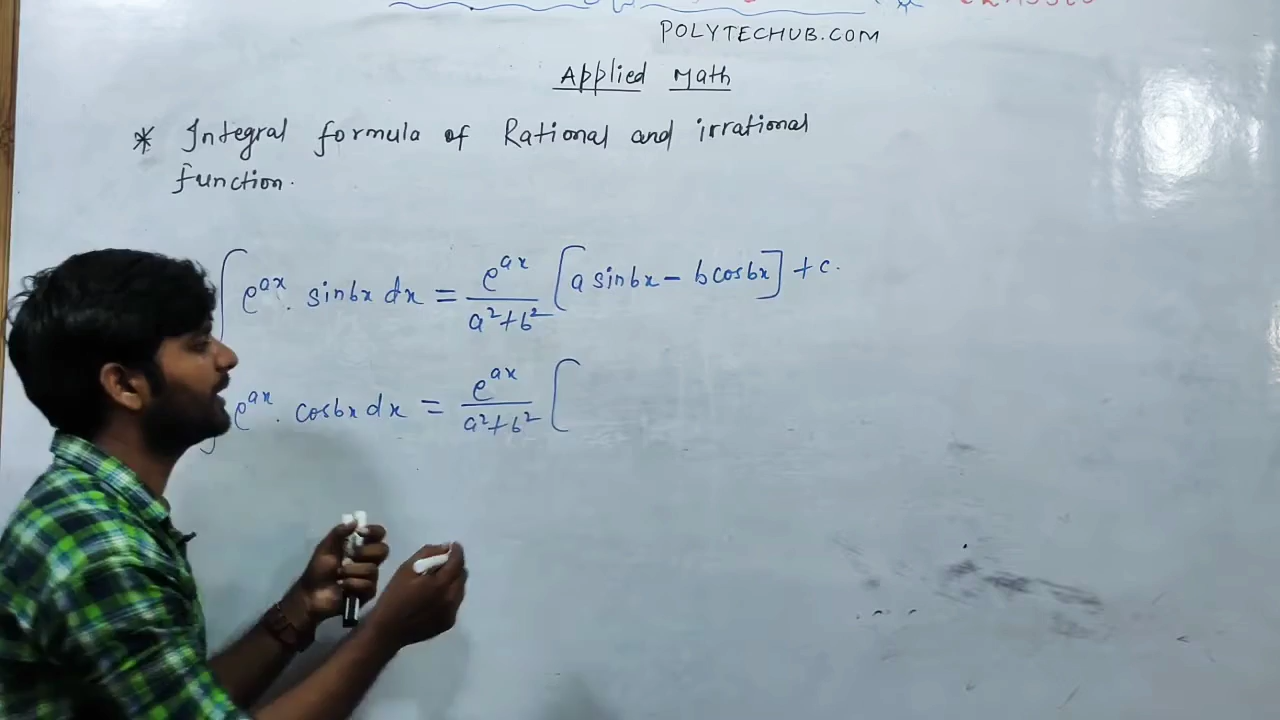 POLYTECHUB.COM
Applied Math
* Integral formula of Rational and irrational
function.
∫ e^{ax} . sinbx dx = e^{ax}/(a²+b²) [a sinbx - b cosbx] + c.
e^{ax} . cosbx dx = e^{ax}/(a²+b²) [